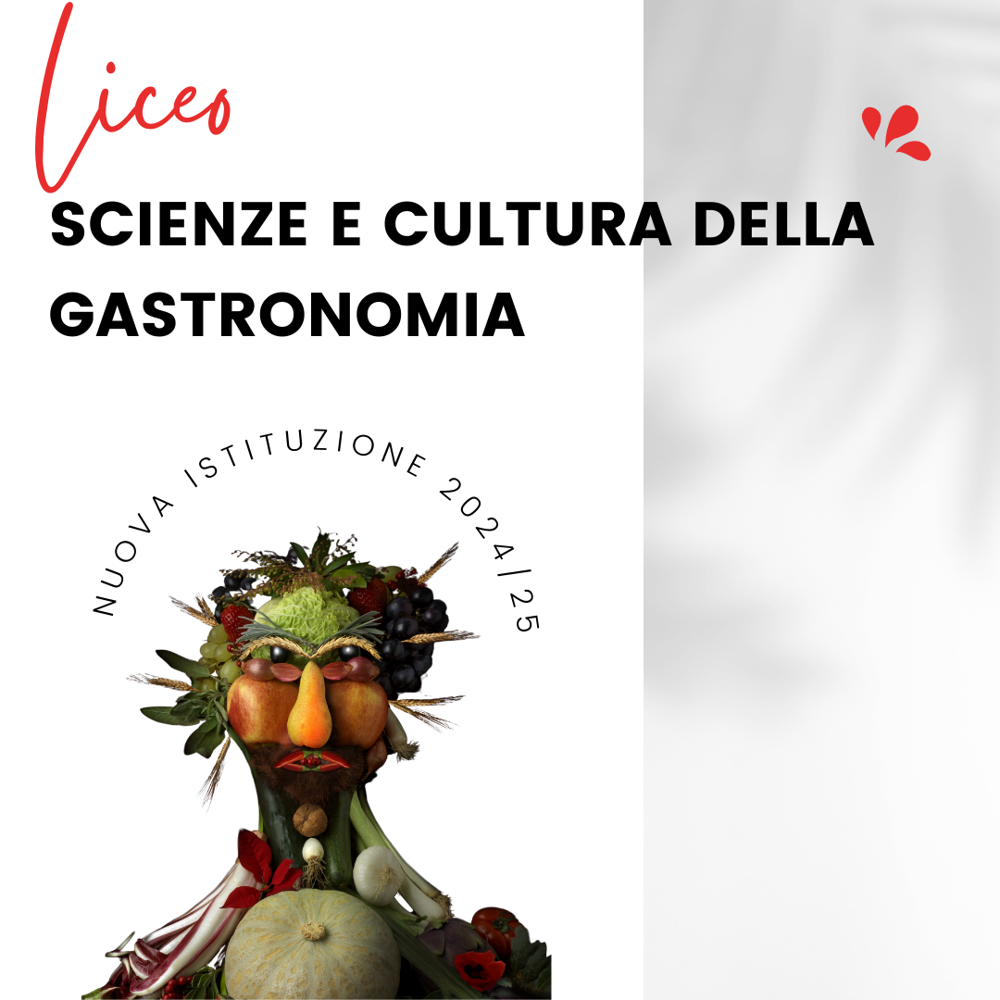 Liceo
SCIENZE E CULTURA DELLA
GASTRONOMIA
NUOVA ISTITUZIONE 2024/25